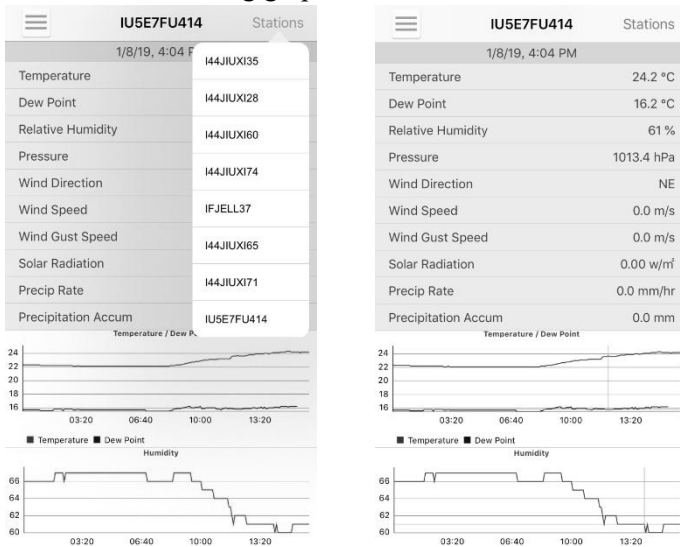 IU5E7FU414 Stations
1/8/19, 4:04 P
Temperature
Dew Point
Relative Humidity
Pressure
Wind Direction
Wind Speed
Wind Gust Speed
Solar Radiation
Precip Rate
Precipitation Accum
I44JIUXI35
I44JIUXI28
I44JIUXI60
I44JIUXI74
IFJELL37
I44JIUXI65
I44JIUXI71
IU5E7FU414
Temperature / Dew P
24
22
20
18
16
03:20 06:40 10:00 13:20
Temperature Dew Point
Humidity
66
64
62
60
03:20 06:40 10:00 13:20
IU5E7FU414 Stations
1/8/19, 4:04 PM
Temperature 24.2 °C
Dew Point 16.2 °C
Relative Humidity 61 %
Pressure 1013.4 hPa
Wind Direction NE
Wind Speed 0.0 m/s
Wind Gust Speed 0.0 m/s
Solar Radiation 0.00 w/㎡
Precip Rate 0.0 mm/hr
Precipitation Accum 0.0 mm
Temperature / Dew Point
24
22
20
18
16
03:20 06:40 10:00 13:20
Temperature Dew Point
Humidity
66
64
62
60
03:20 06:40 10:00 13:20